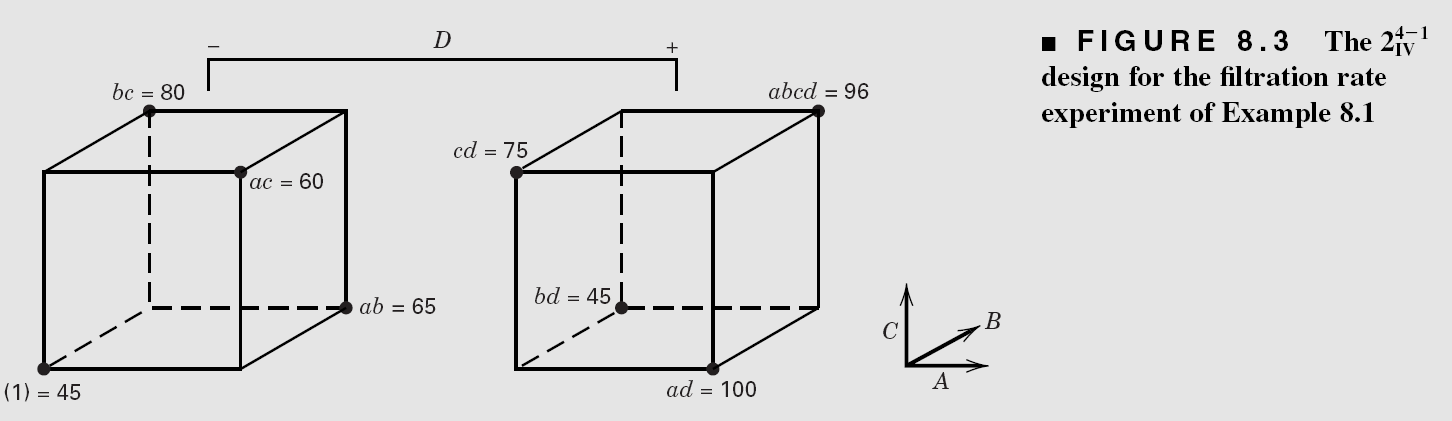 − D +
bc = 80
ac = 60
ab = 65
(1) = 45
abcd = 96
cd = 75
bd = 45
ad = 100
C
B
A
■ FIGURE 8.3 The 2_{IV}^{4−1}
design for the filtration rate
experiment of Example 8.1